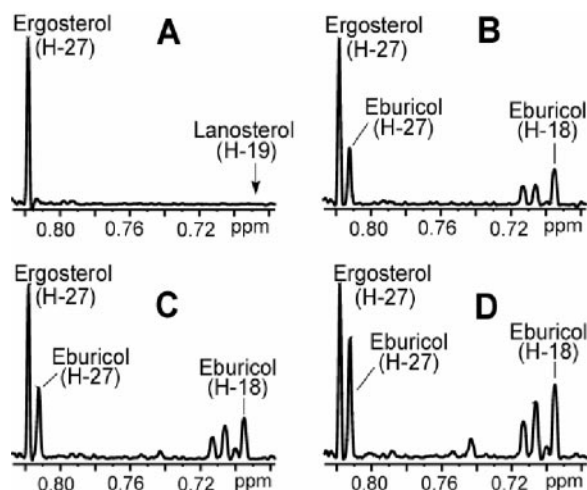 A
Ergosterol
(H-27)
Lanosterol
(H-19)
0.80
0.76
0.72
ppm
B
Ergosterol
(H-27)
Eburicol
(H-27)
Eburicol
(H-18)
0.80
0.76
0.72
ppm
C
Ergosterol
(H-27)
Eburicol
(H-27)
Eburicol
(H-18)
0.80
0.76
0.72
ppm
D
Ergosterol
(H-27)
Eburicol
(H-27)
Eburicol
(H-18)
0.80
0.76
0.72
ppm